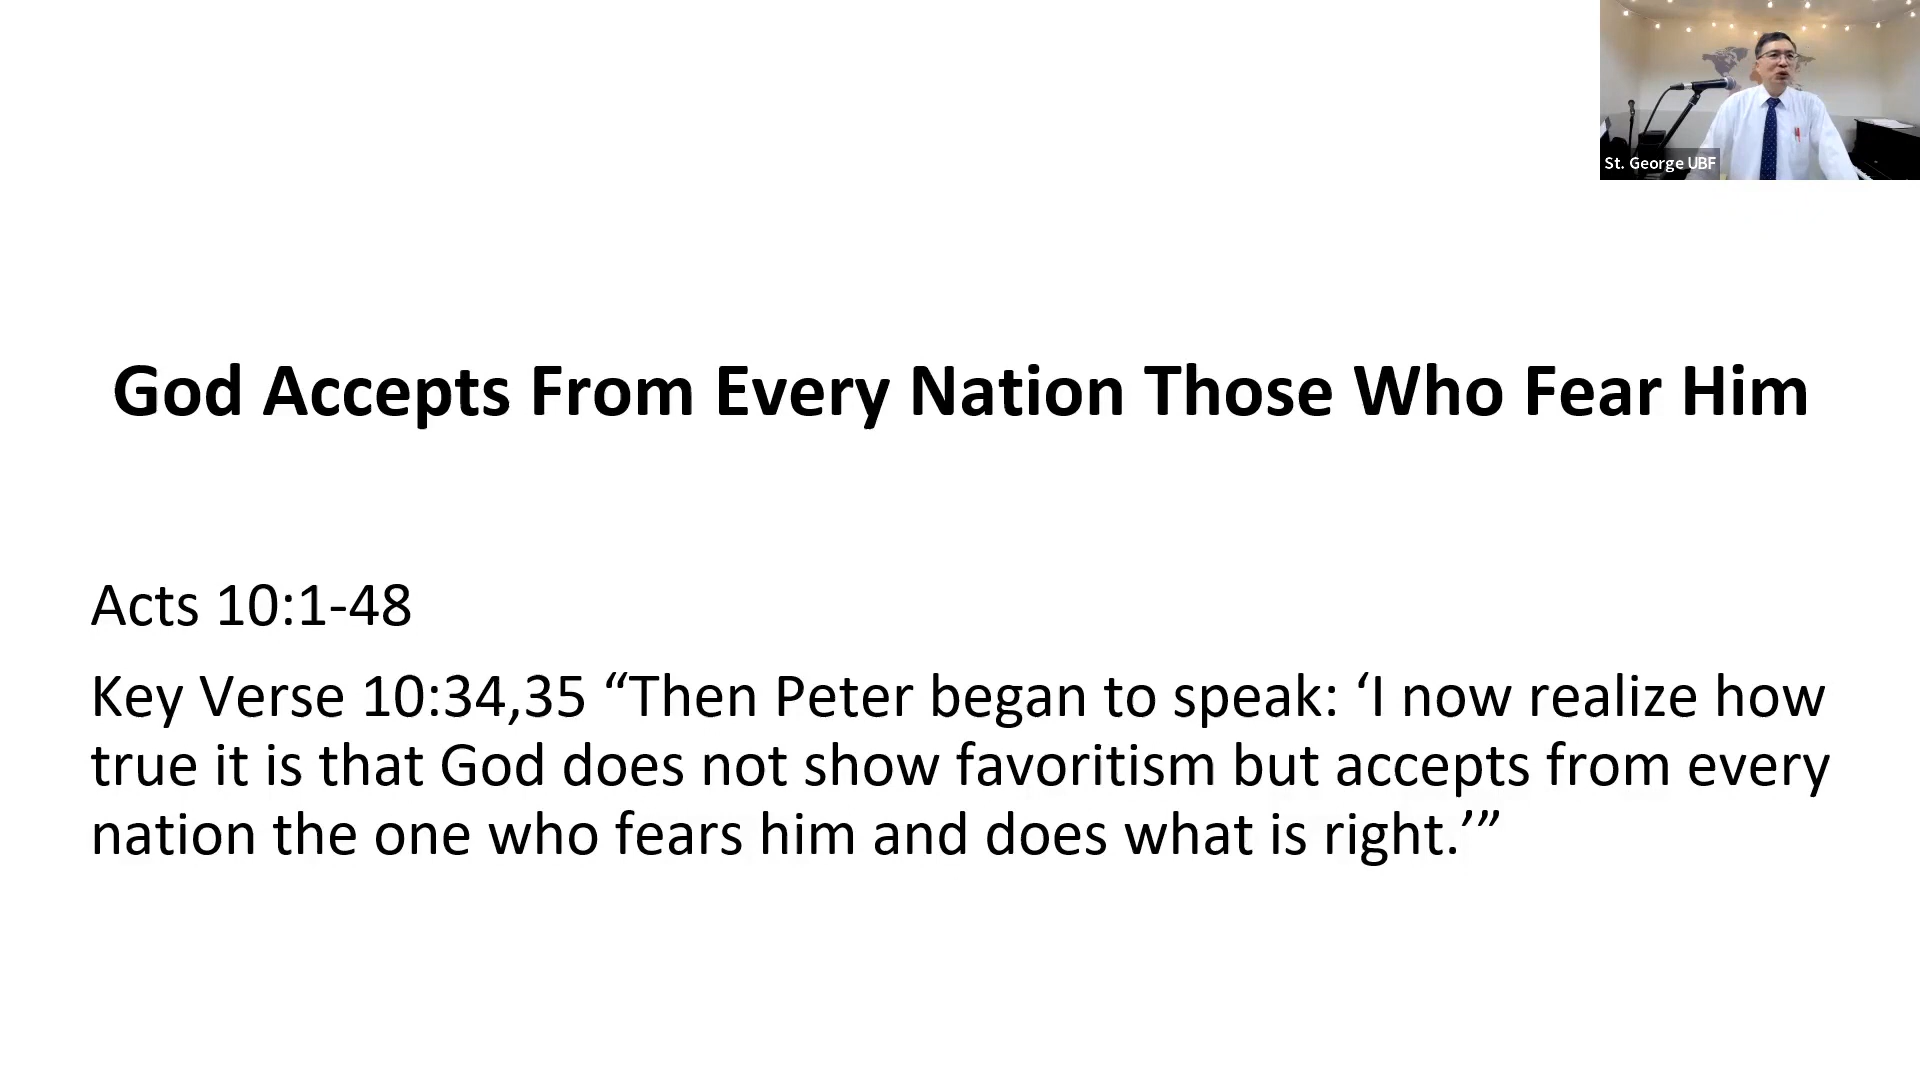 St. George UBF
God Accepts From Every Nation Those Who Fear Him
Acts 10:1-48
Key Verse 10:34,35 “Then Peter began to speak: ‘I now realize how
true it is that God does not show favoritism but accepts from every
nation the one who fears him and does what is right.’”